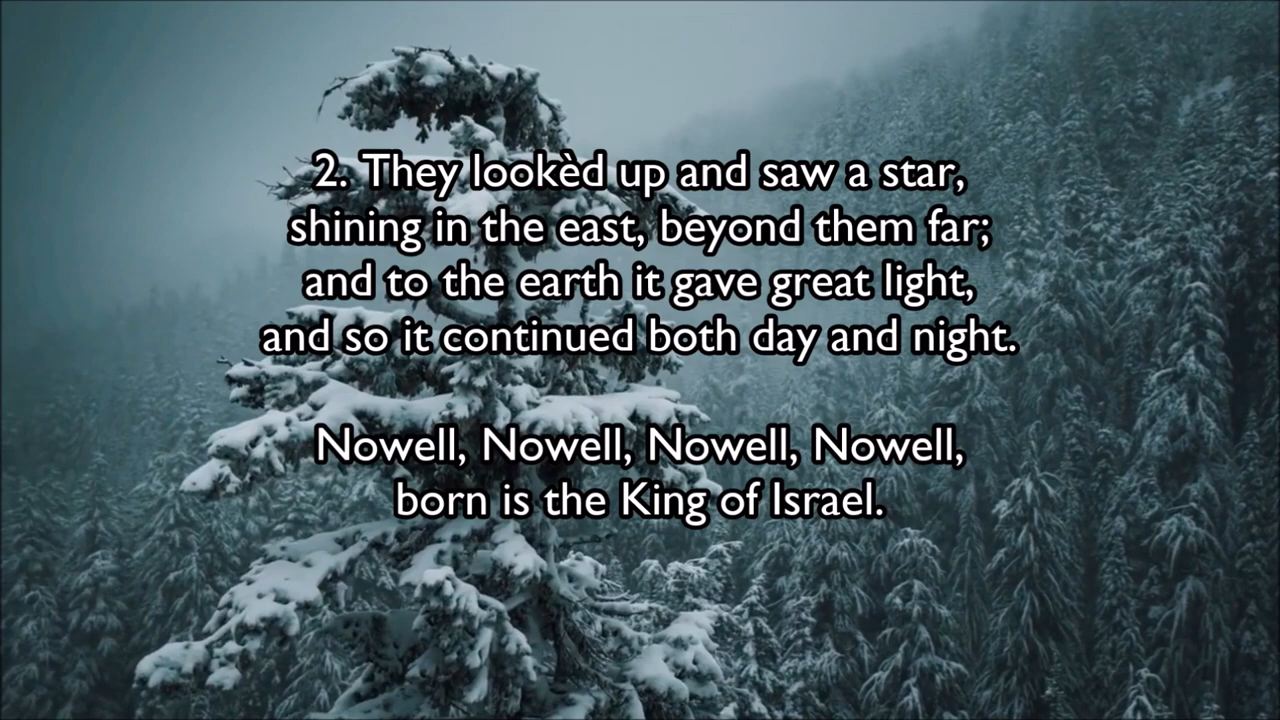 2. They lookèd up and saw a star,
shining in the east, beyond them far;
and to the earth it gave great light,
and so it continued both day and night.
Nowell, Nowell, Nowell, Nowell,
born is the King of Israel.